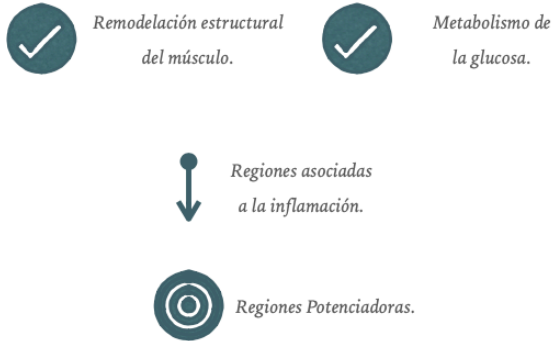 Remodelación estructural
del músculo.
Metabolismo de
la glucosa.
Regiones asociadas
a la inflamación.
Regiones Potenciadoras.